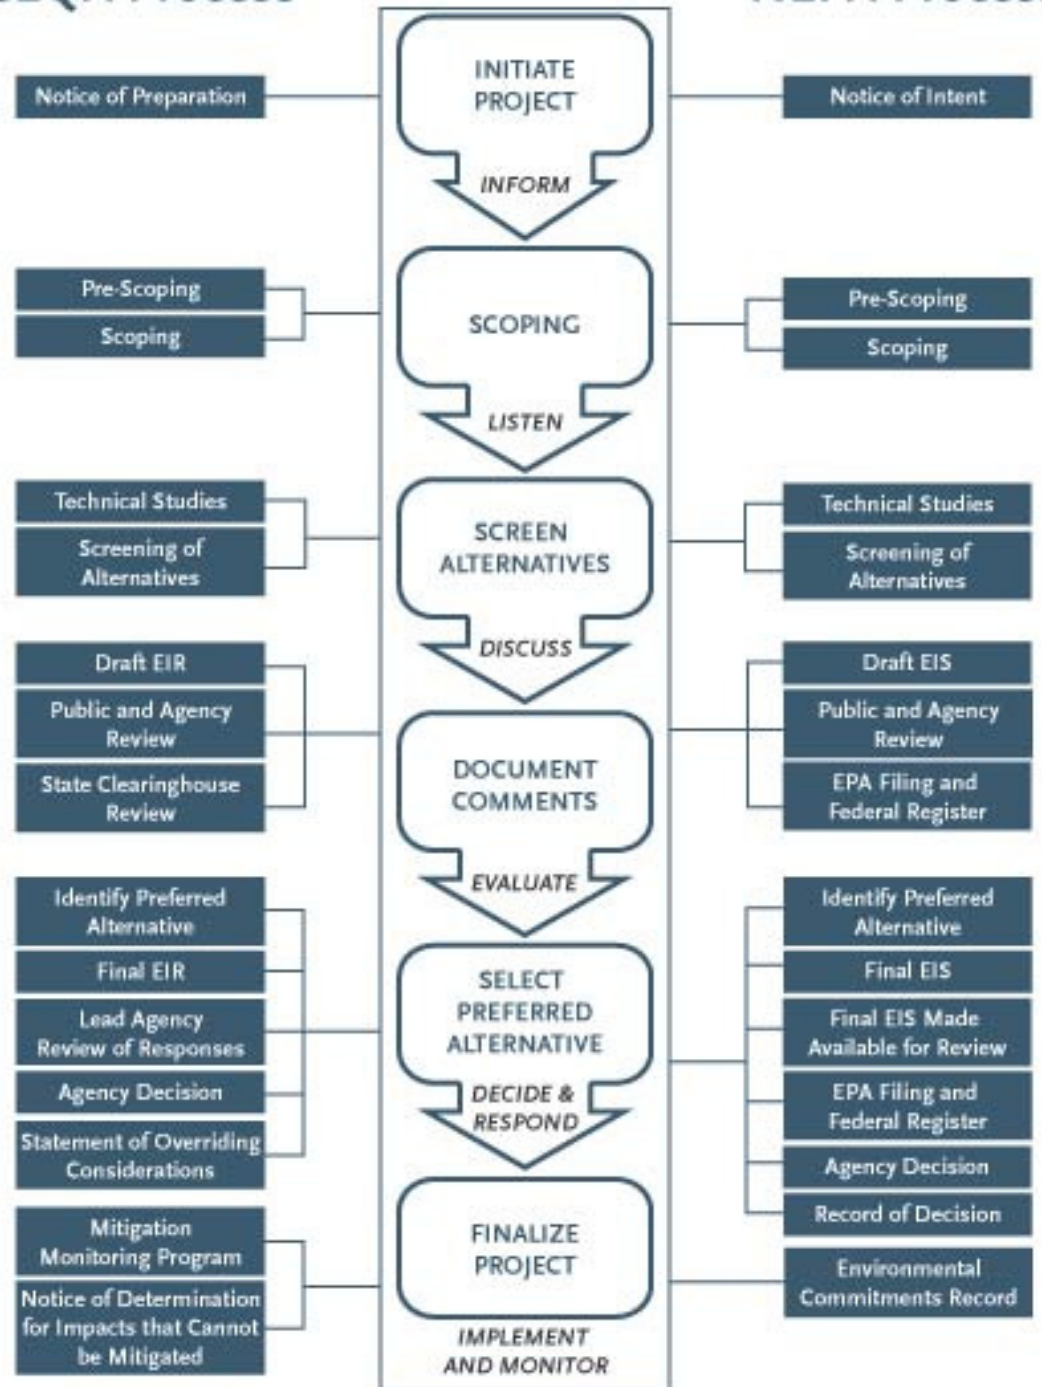 Notice of Preparation
INITIATE
PROJECT
Notice of Intent
INFORM
Pre-Scoping
Scoping
SCOPING
Pre-Scoping
Scoping
LISTEN
Technical Studies
Screening of
Alternatives
SCREEN
ALTERNATIVES
Technical Studies
Screening of
Alternatives
DISCUSS
Draft EIR
Public and Agency
Review
State Clearinghouse
Review
DOCUMENT
COMMENTS
Draft EIS
Public and Agency
Review
EPA Filing and
Federal Register
EVALUATE
Identify Preferred
Alternative
Final EIR
Lead Agency
Review of Responses
Agency Decision
Statement of Overriding
Considerations
SELECT
PREFERRED
ALTERNATIVE
Identify Preferred
Alternative
Final EIS
Final EIS Made
Available for Review
EPA Filing and
Federal Register
Agency Decision
Record of Decision
DECIDE &
RESPOND
Mitigation
Monitoring Program
Notice of Determination
for Impacts that Cannot
be Mitigated
FINALIZE
PROJECT
Environmental
Commitments Record
IMPLEMENT
AND MONITOR